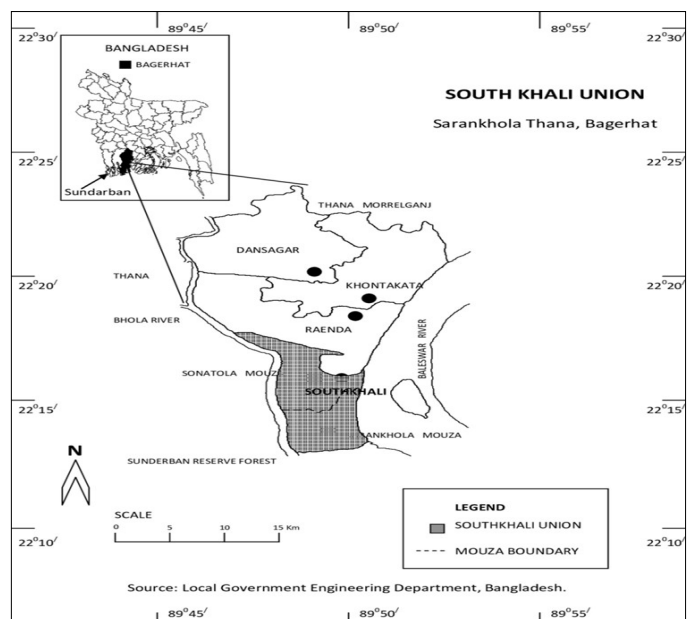 89°45′ 89°50′ 89°55′
22°30′ 22°30′
BANGLADESH
BAGERHAT
SOUTH KHALI UNION
Sarankhola Thana, Bagerhat
22°25′ 22°25′
Sundarban
THANA MORRELGANJ
DANSAGAR
THANA
22°20′ 22°20′
KHONTAKATA
BHOLA RIVER
RAENDA
BALESWAR RIVER
SONATOLA MOUZ
SOUTHKHALI
22°15′ 22°15′
ANKHOLA MOUZA
N
SUNDERBAN RESERVE FOREST
LEGEND
SOUTHKHALI UNION
MOUZA BOUNDARY
SCALE
0 5 10 15 Km
22°10′ 22°10′
Source: Local Government Engineering Department, Bangladesh.
89°45′ 89°50′ 89°55′